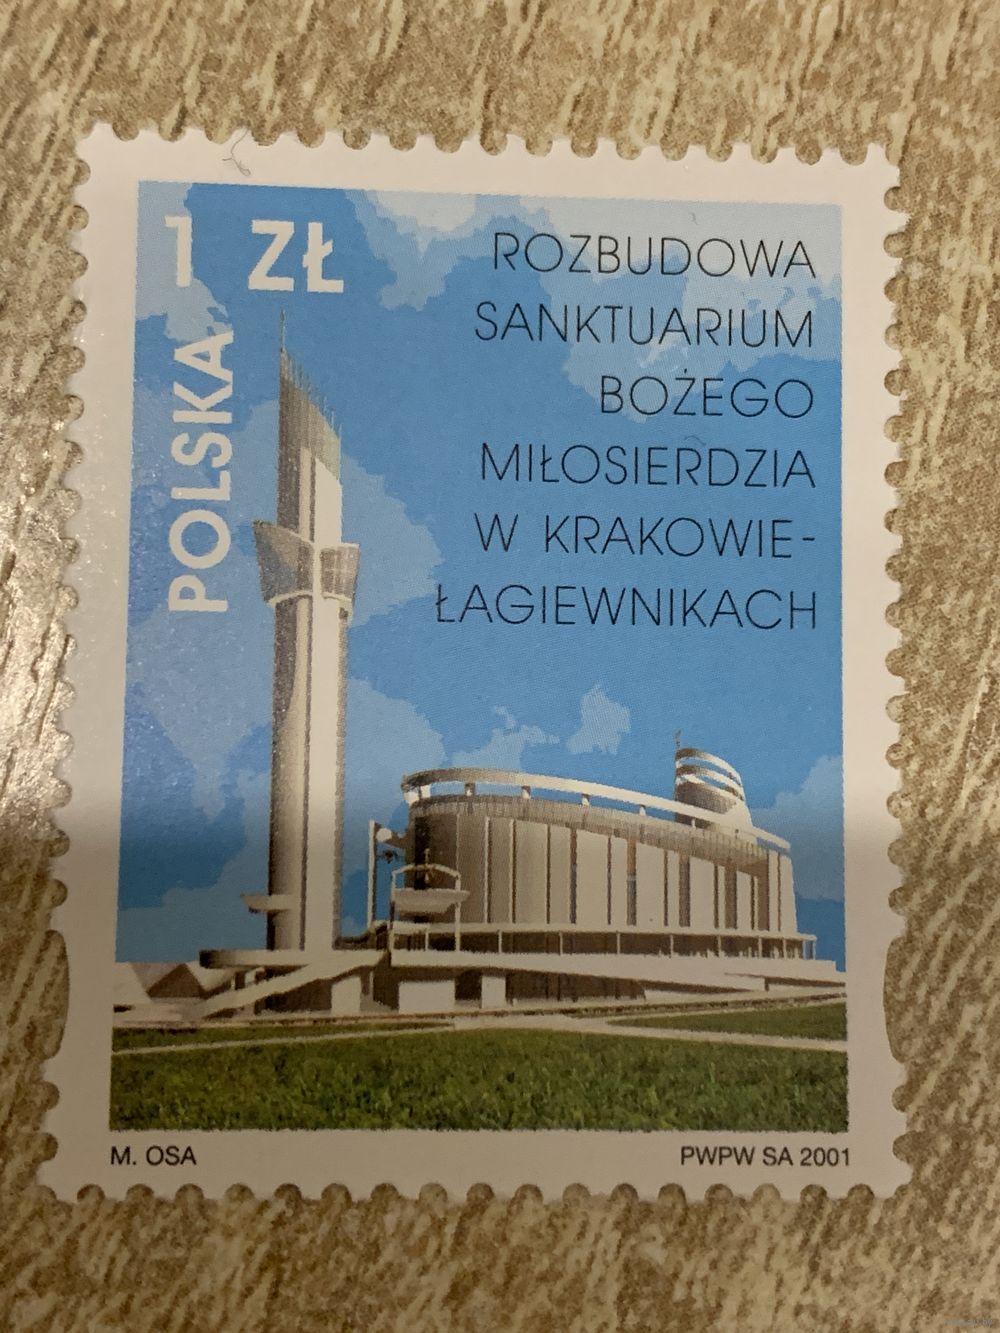 1 ZŁ
POLSKA
ROZBUDOWA
SANKTUARIUM
BOŻEGO
MIŁOSIERDZIA
W KRAKOWIE-
ŁAGIEWNIKACH
M. OSA
PWPW SA 2001